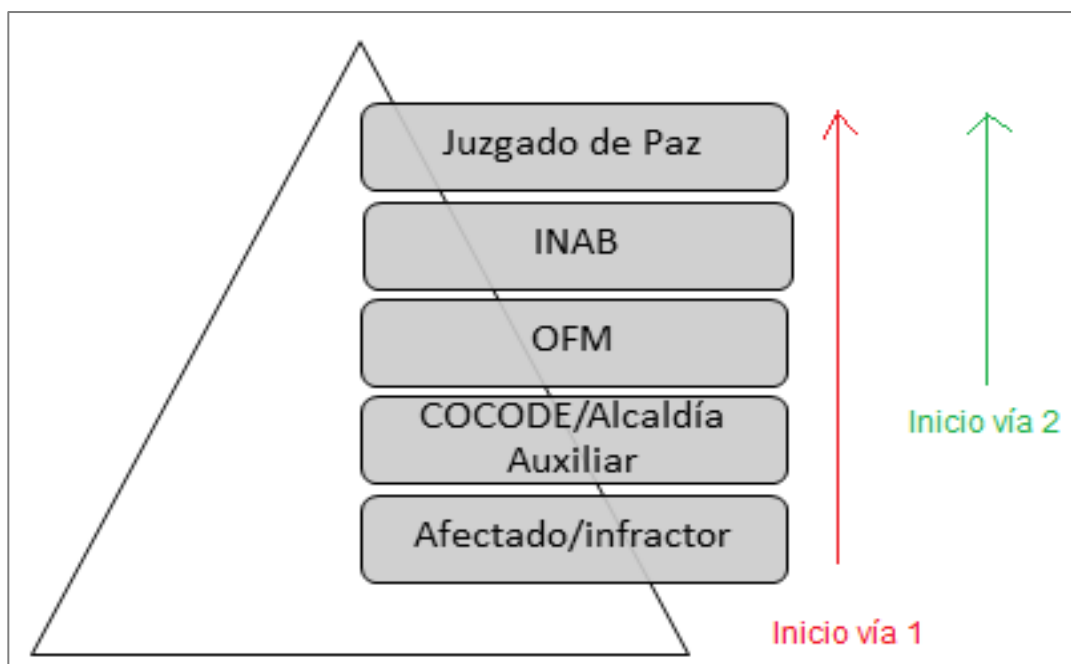 Juzgado de Paz
INAB
OFM
COCODE/Alcaldía
Auxiliar
Afectado/infractor
Inicio vía 2
Inicio vía 1